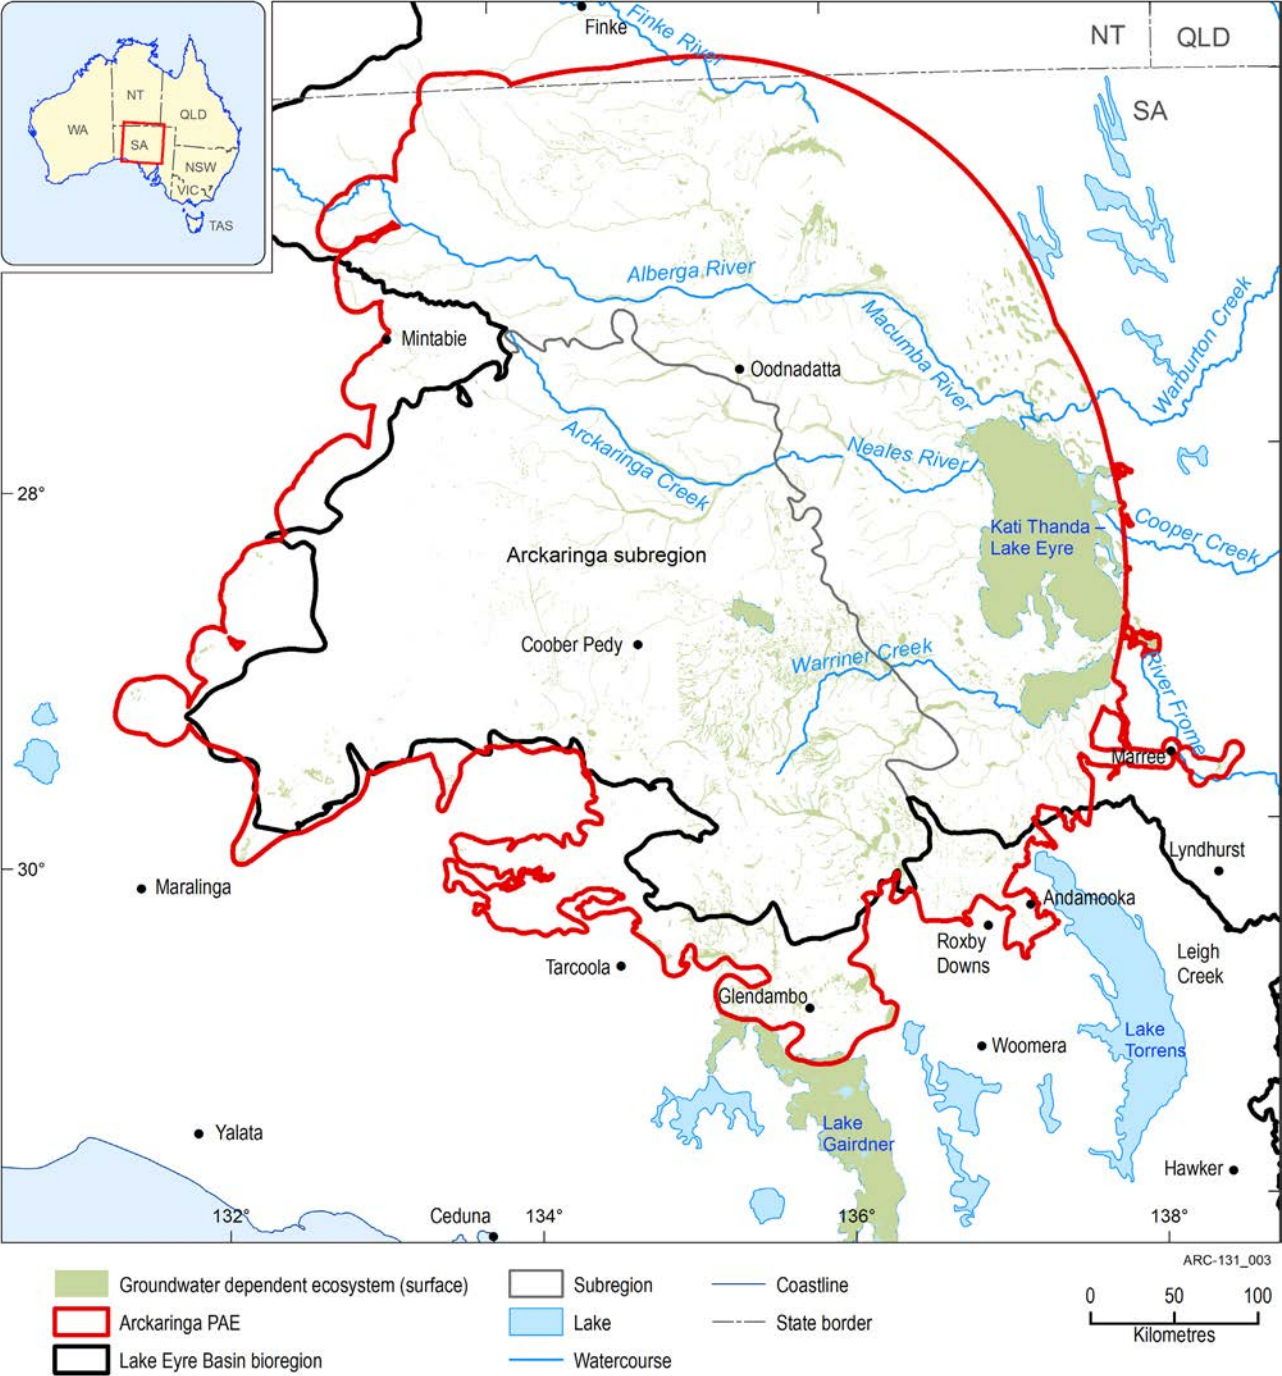 Finke
Finke River
NT
QLD
SA
NT
QLD
WA
SA
NSW
VIC
TAS
Alberga River
Macumba River
Warburton Creek
Mintabie
Oodnadatta
Arckaringa Creek
Neales River
28°
Kati Thanda –
Lake Eyre
Cooper Creek
Arckaringa subregion
Coober Pedy
Warriner Creek
River Frome
Marree
30°
Maralinga
Lyndhurst
Andamooka
Roxby
Downs
Leigh
Creek
Tarcoola
Glendambo
Woomera
Lake
Torrens
Yalata
Lake
Gairdner
Hawker
Ceduna
132°
134°
136°
138°
ARC-131_003
Groundwater dependent ecosystem (surface)
Arckaringa PAE
Lake Eyre Basin bioregion
Subregion
Lake
Watercourse
Coastline
State border
0 50 100
Kilometres